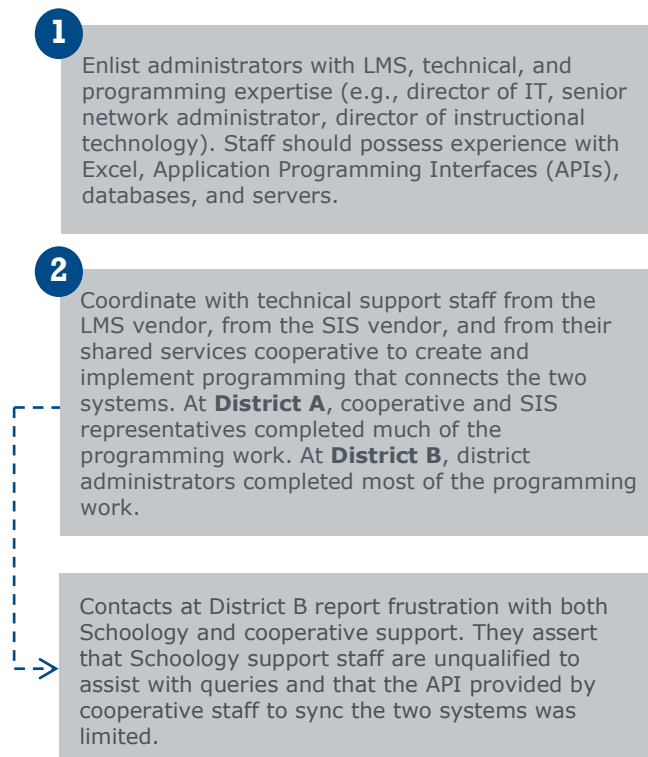 1
Enlist administrators with LMS, technical, and
programming expertise (e.g., director of IT, senior
network administrator, director of instructional
technology). Staff should possess experience with
Excel, Application Programming Interfaces (APIs),
databases, and servers.
2
Coordinate with technical support staff from the
LMS vendor, from the SIS vendor, and from their
shared services cooperative to create and
implement programming that connects the two
systems. At District A, cooperative and SIS
representatives completed much of the
programming work. At District B, district
administrators completed most of the programming
work.
Contacts at District B report frustration with both
Schoology and cooperative support. They assert
that Schoology support staff are unqualified to
assist with queries and that the API provided by
cooperative staff to sync the two systems was
limited.